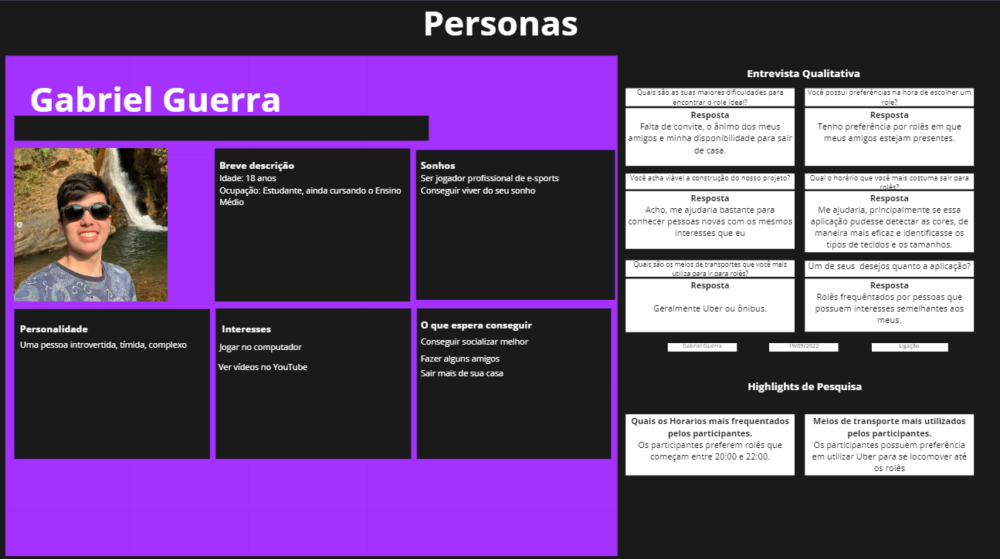 Personas
Gabriel Guerra
Breve descrição
Idade: 18 anos
Ocupação: Estudante, ainda cursando o Ensino
Médio
Sonhos
Ser jogador profissional de e-sports
Conseguir viver do seu sonho
Personalidade
Uma pessoa introvertida, tímida, complexo
Interesses
Jogar no computador
Ver vídeos no YouTube
O que espera conseguir
Conseguir socializar melhor
Fazer alguns amigos
Sair mais de sua casa
Entrevista Qualitativa
Quais são as suas maiores dificuldades para
encontrar o role ideal?
Resposta
Falta de convite, o ânimo dos meus
amigos e minha disponibilidade para sair
de casa.
Você possui preferências na hora de escolher um
role?
Resposta
Tenho preferência por rolês em que
meus amigos estejam presentes.
Você acha viável a construção do nosso projeto?
Resposta
Acho, me ajudaria bastante para
conhecer pessoas novas com os mesmos
interesses que eu
Qual o horário que você mais costuma sair para
rolês?
Resposta
Me ajudaria, principalmente se essa
aplicação pudesse detectar as cores, de
maneira mais eficaz e identificasse os
tipos de tecidos e os tamanhos.
Quais são os meios de transportes que você mais
utiliza para ir para rolês?
Resposta
Geralmente Uber ou ônibus.
Um de seus desejos quanto a aplicação?
Resposta
Rolês freqüêntados por pessoas que
possuem interesses semelhantes aos
meus.
Gabriel Guerra
19/09/2022
Ligação.
Highlights de Pesquisa
Quais os Horarios mais frequentados
pelos participantes.
Os participantes preferem rolês que
começam entre 20:00 e 22:00.
Meios de transporte mais utilizados
pelos participantes.
Os participantes possuem preferência
em utilizar Uber para se locomover até
os rolês